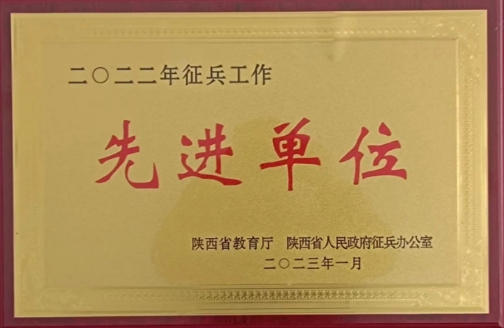 二〇二二年征兵工作
先进单位
陕西省教育厅 陕西省人民政府征兵办公室
二〇二三年一月